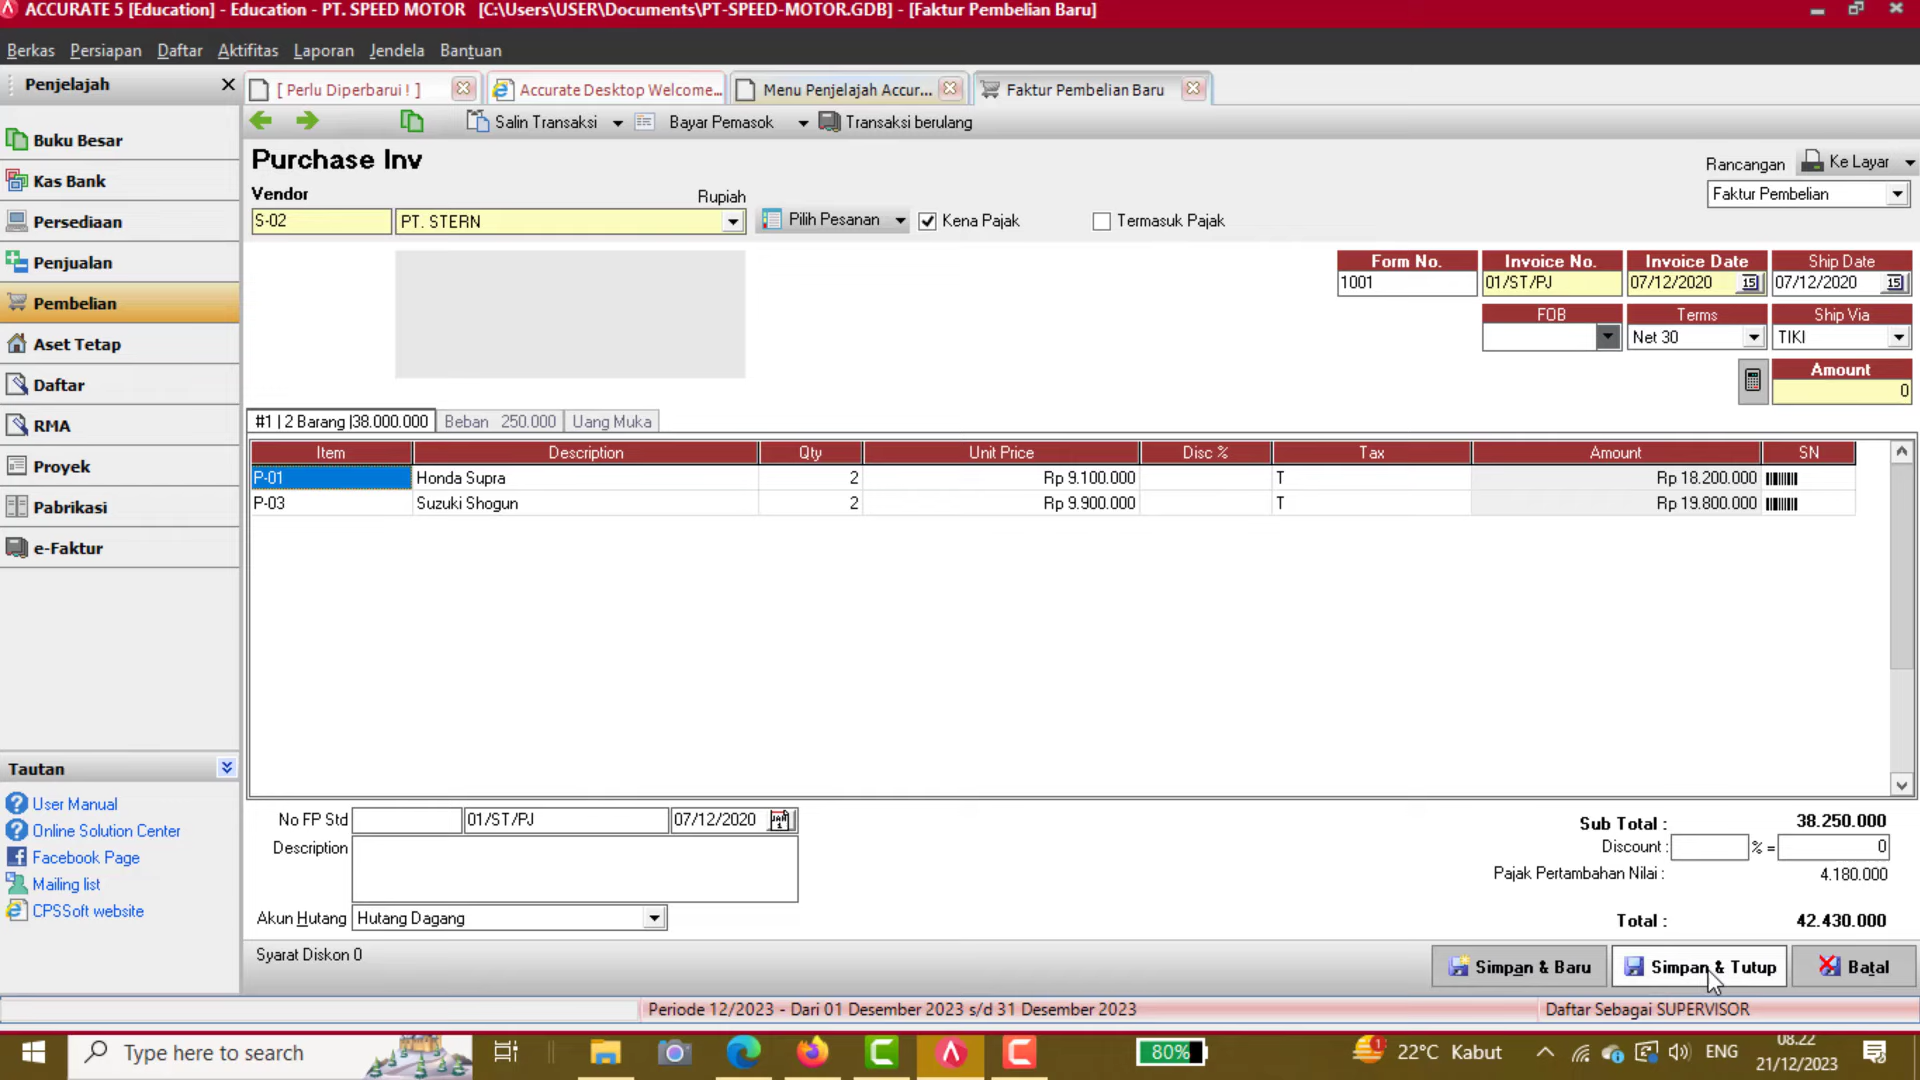 ACCURATE 5 [Education] - Education - PT. SPEED MOTOR [C:\Users\USER\Documents\PT-SPEED-MOTOR.GDB] - [Faktur Pembelian Baru]
Berkas Persiapan Daftar Aktifitas Laporan Jendela Bantuan
Penjelajah
[ Perlu Diperbarui ! ] Accurate Desktop Welcome... Menu Penjelajah Accur... Faktur Pembelian Baru
Salin Transaksi Bayar Pemasok Transaksi berulang
Buku Besar
Kas Bank
Persediaan
Penjualan
Pembelian
Aset Tetap
Daftar
RMA
Proyek
Pabrikasi
e-Faktur
Tautan
User Manual
Online Solution Center
Facebook Page
Mailing list
CPSSoft website
Purchase Inv
Rancangan Ke Layar
Faktur Pembelian
Vendor Rupiah
S-02 PT. STERN Pilih Pesanan Kena Pajak Termasuk Pajak
Form No. Invoice No. Invoice Date Ship Date
1001 01/ST/PJ 07/12/2020 15 07/12/2020 15
FOB Terms Ship Via
Net 30 TIKI
Amount
0
#1 | 2 Barang |38.000.000 Beban 250.000 Uang Muka
Item Description Qty Unit Price Disc % Tax Amount SN
P-01 Honda Supra 2 Rp 9.100.000 T Rp 18.200.000
P-03 Suzuki Shogun 2 Rp 9.900.000 T Rp 19.800.000
No FP Std 01/ST/PJ 07/12/2020
Description
Akun Hutang Hutang Dagang
Sub Total : 38.250.000
Discount : % = 0
Pajak Pertambahan Nilai : 4.180.000
Total : 42.430.000
Syarat Diskon 0
Simpan & Baru Simpan & Tutup Batal
Periode 12/2023 - Dari 01 Desember 2023 s/d 31 Desember 2023 Daftar Sebagai SUPERVISOR
Type here to search 80% 1 22°C Kabut ENG 08.22
21/12/2023